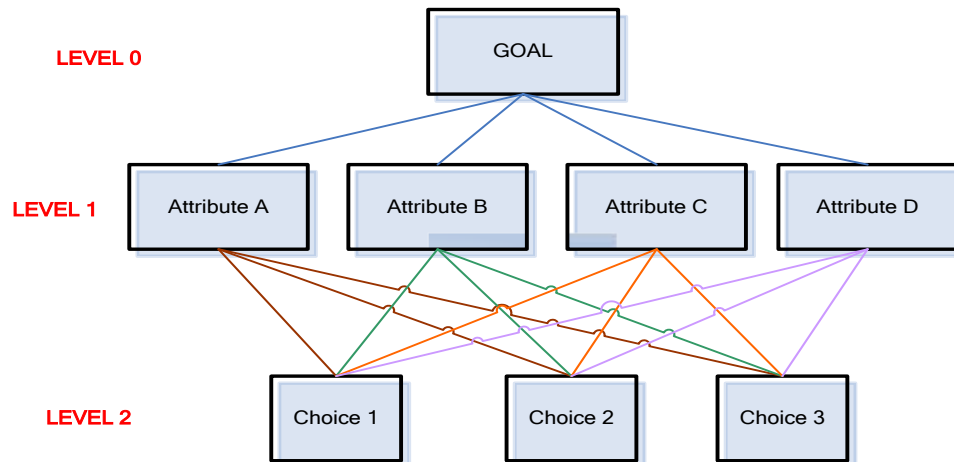 LEVEL 0
GOAL
LEVEL 1
Attribute A
Attribute B
Attribute C
Attribute D
LEVEL 2
Choice 1
Choice 2
Choice 3